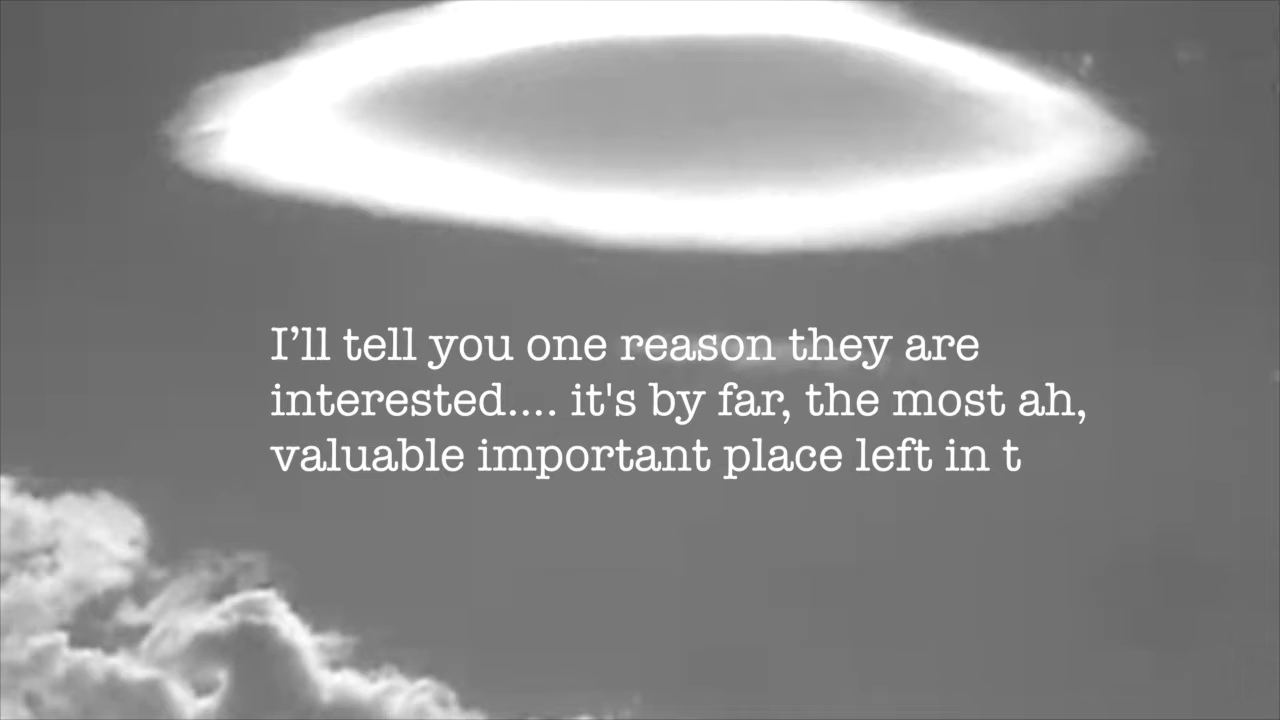 I’ll tell you one reason they are
interested.... it's by far, the most ah,
valuable important place left in t